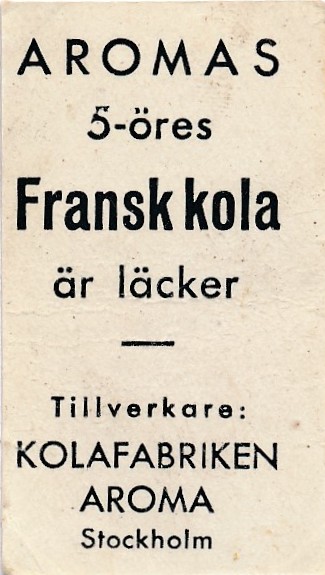 AROMAS
5-öres
Fransk kola
är läcker
Tillverkare:
KOLAFABRIKEN
AROMA
Stockholm